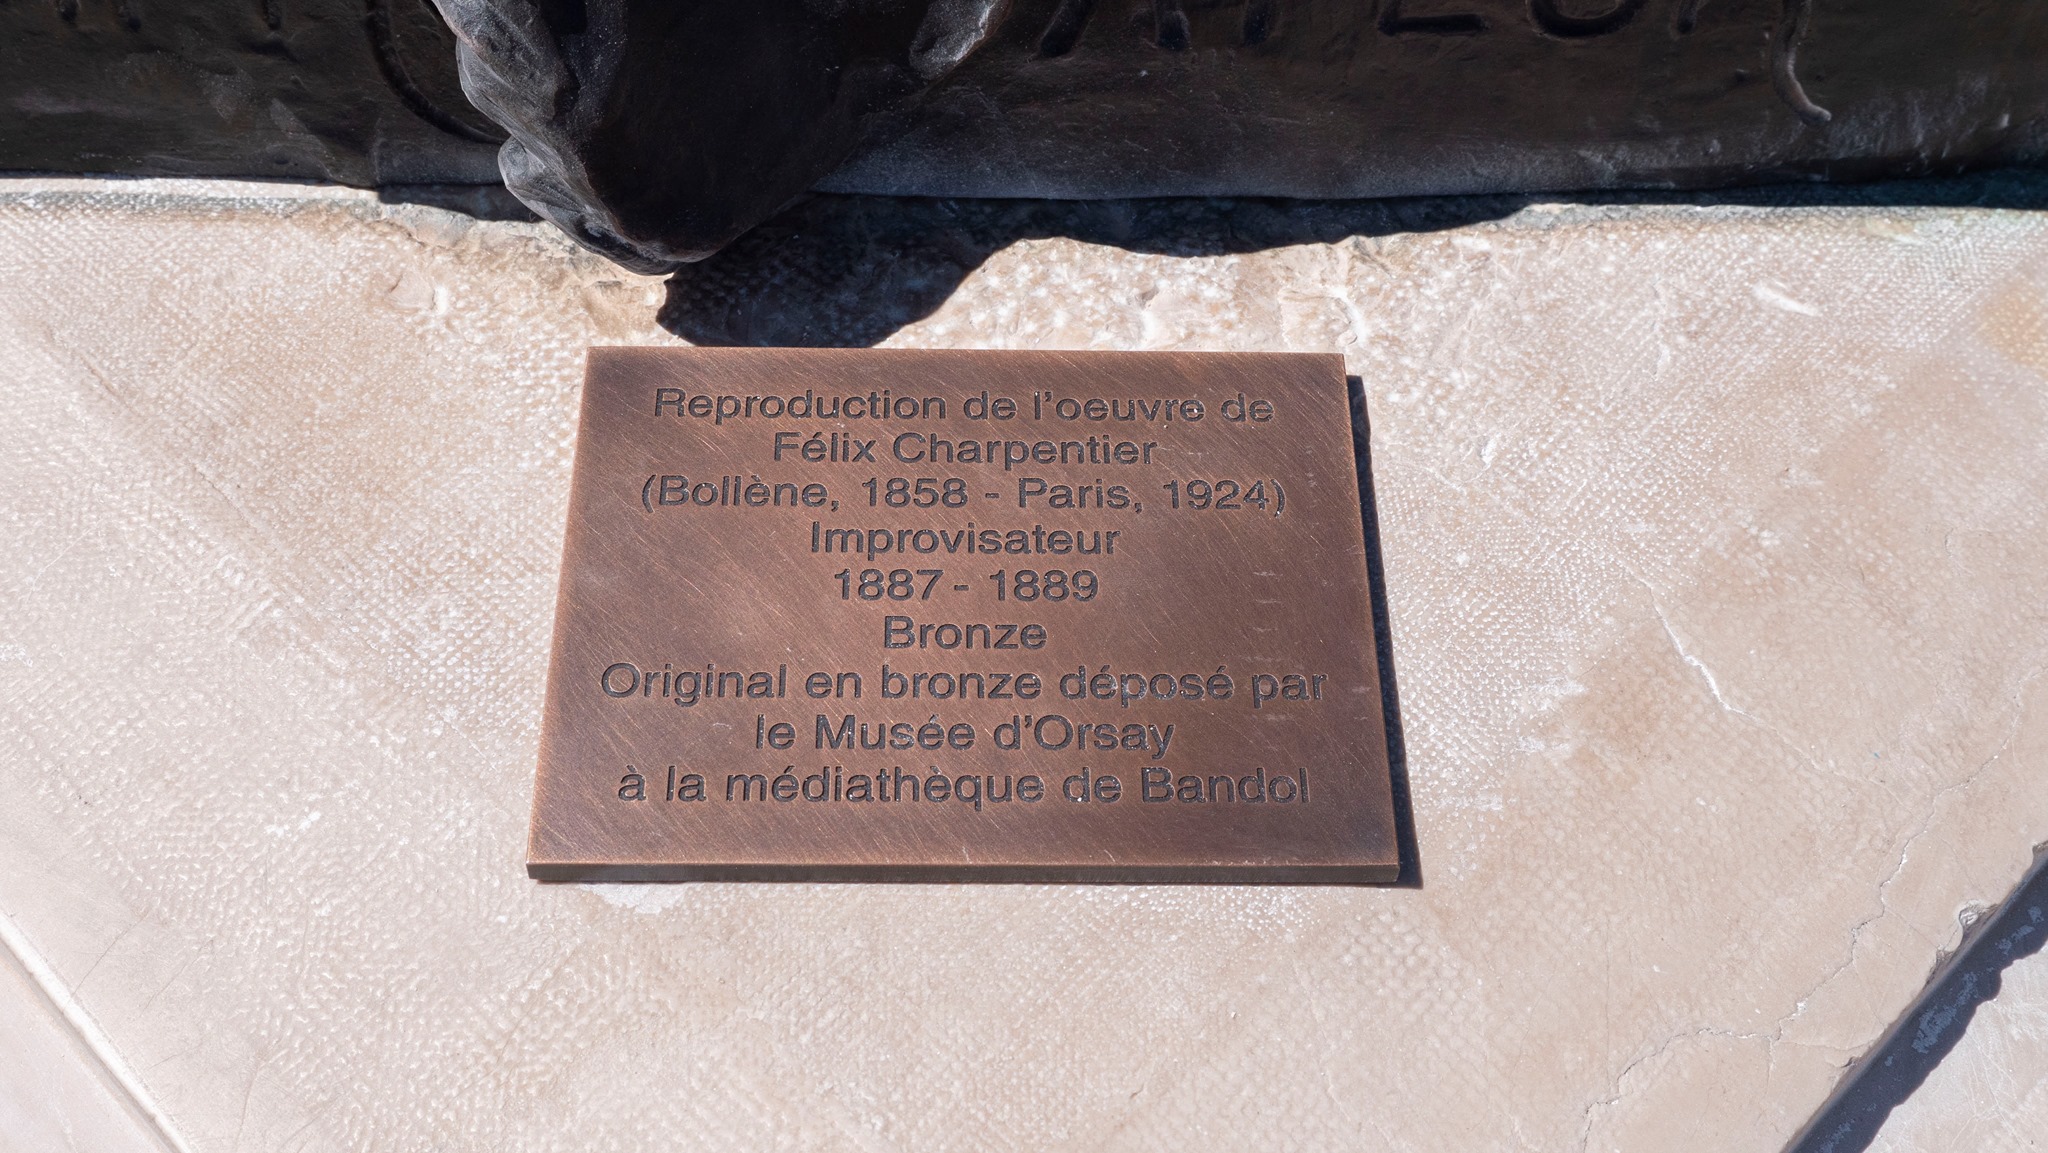 Reproduction de l'oeuvre de
Félix Charpentier
(Bollène, 1858 - Paris, 1924)
Improvisateur
1887 - 1889
Bronze
Original en bronze déposé par
le Musée d'Orsay
à la médiathèque de Bandol